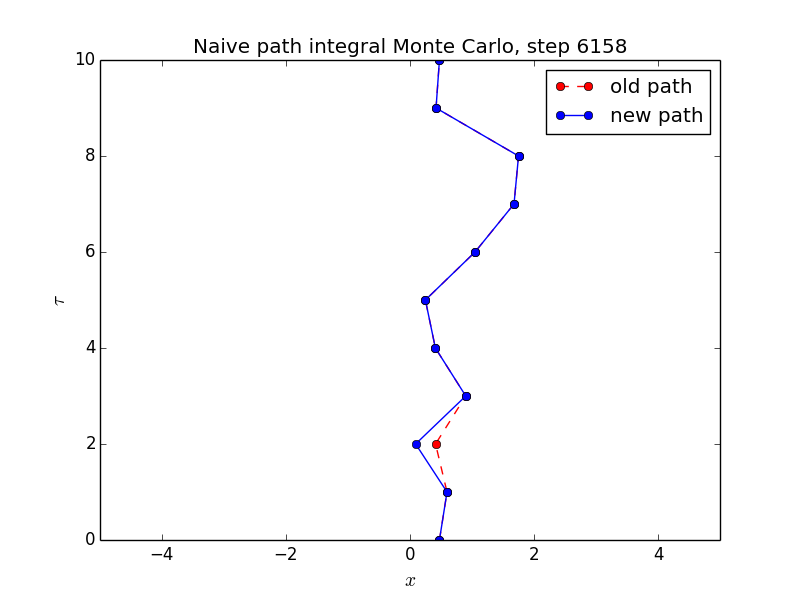 Naive path integral Monte Carlo, step 6158
10
old path
new path
8
6
τ
4
2
0
−4 −2 0 2 4
x